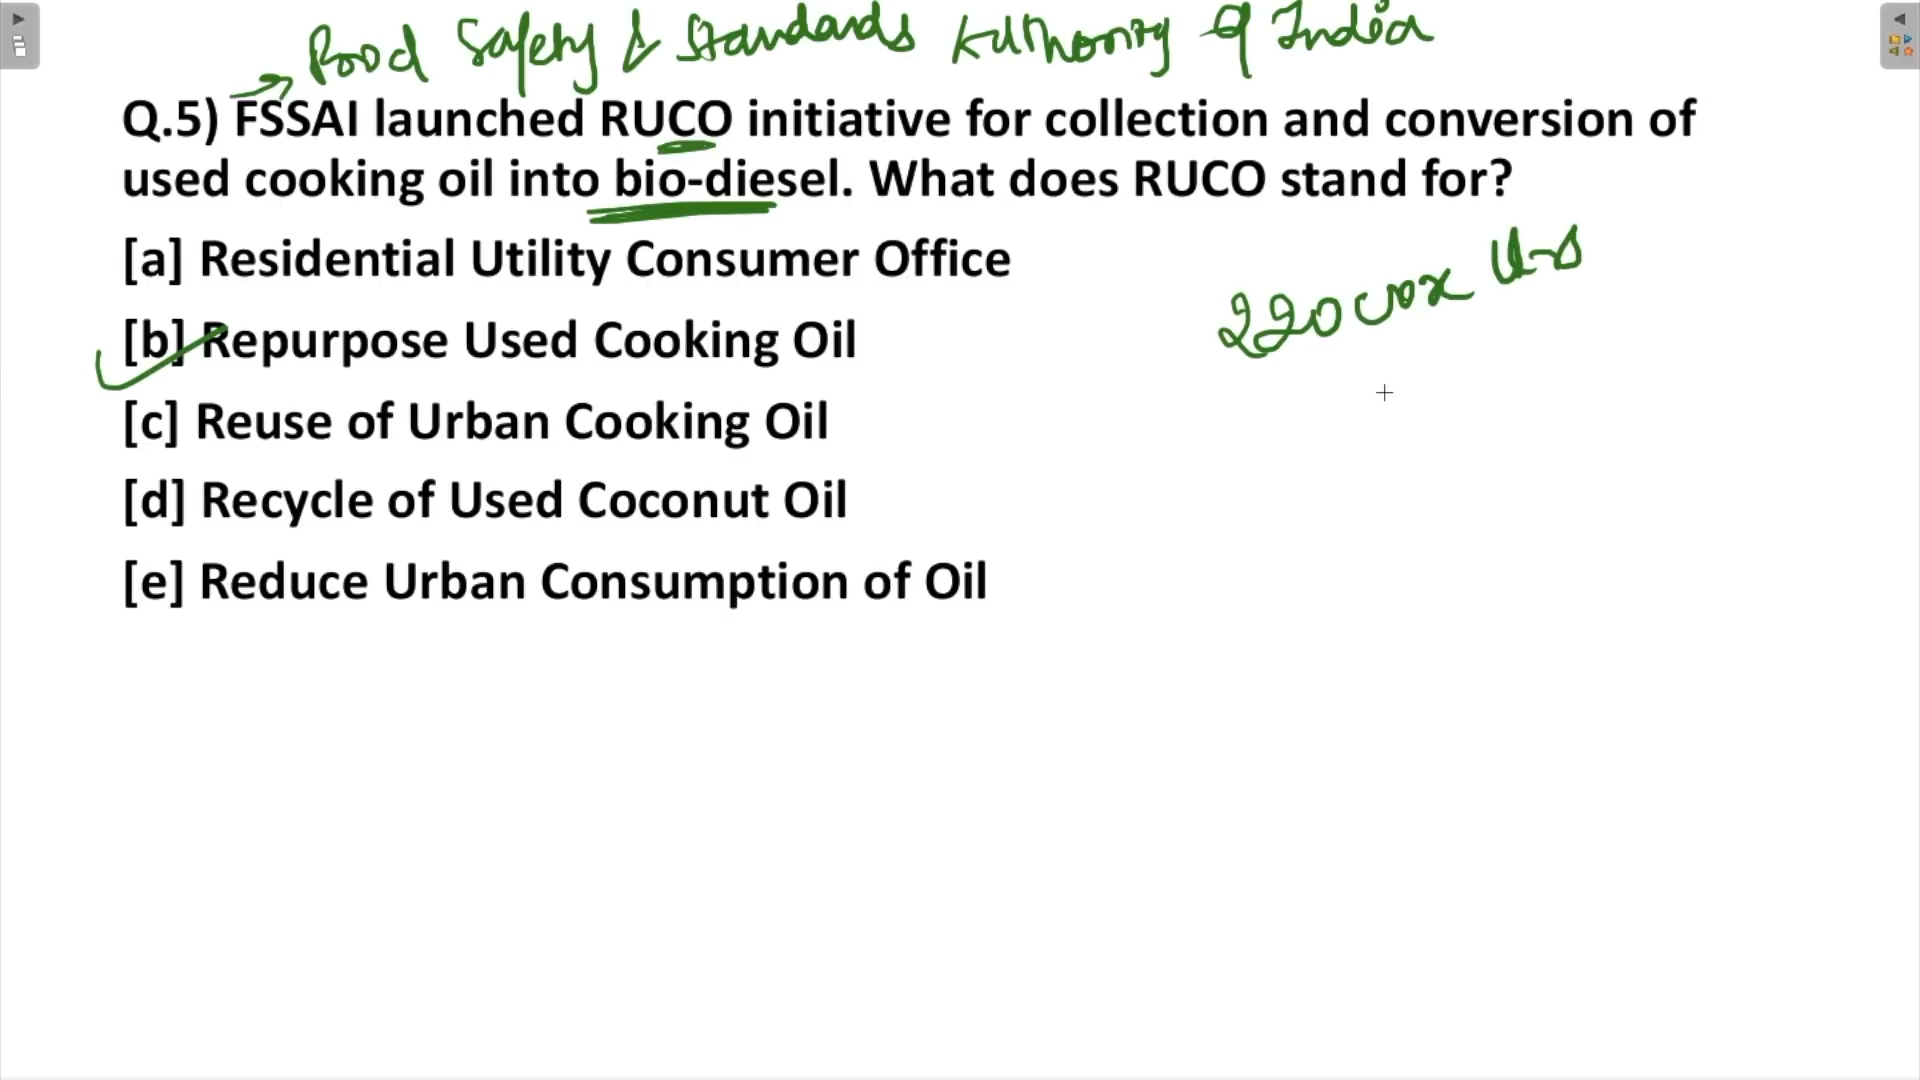 Food Safety & Standards Authority of India
Q.5) FSSAI launched RUCO initiative for collection and conversion of
used cooking oil into bio-diesel. What does RUCO stand for?
[a] Residential Utility Consumer Office
220 crox
[b] Repurpose Used Cooking Oil
[c] Reuse of Urban Cooking Oil
[d] Recycle of Used Coconut Oil
[e] Reduce Urban Consumption of Oil